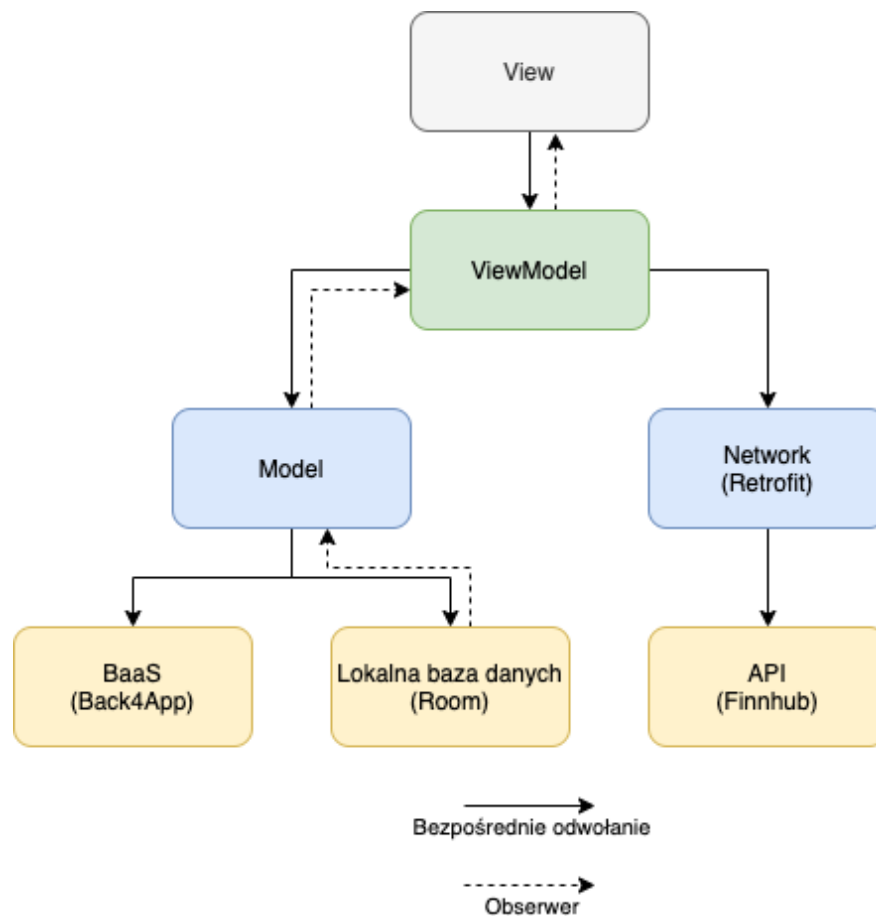 View
ViewModel
Model
Network
(Retrofit)
BaaS
(Back4App)
Lokalna baza danych
(Room)
API
(Finnhub)
Bezpośrednie odwołanie
Obserwer